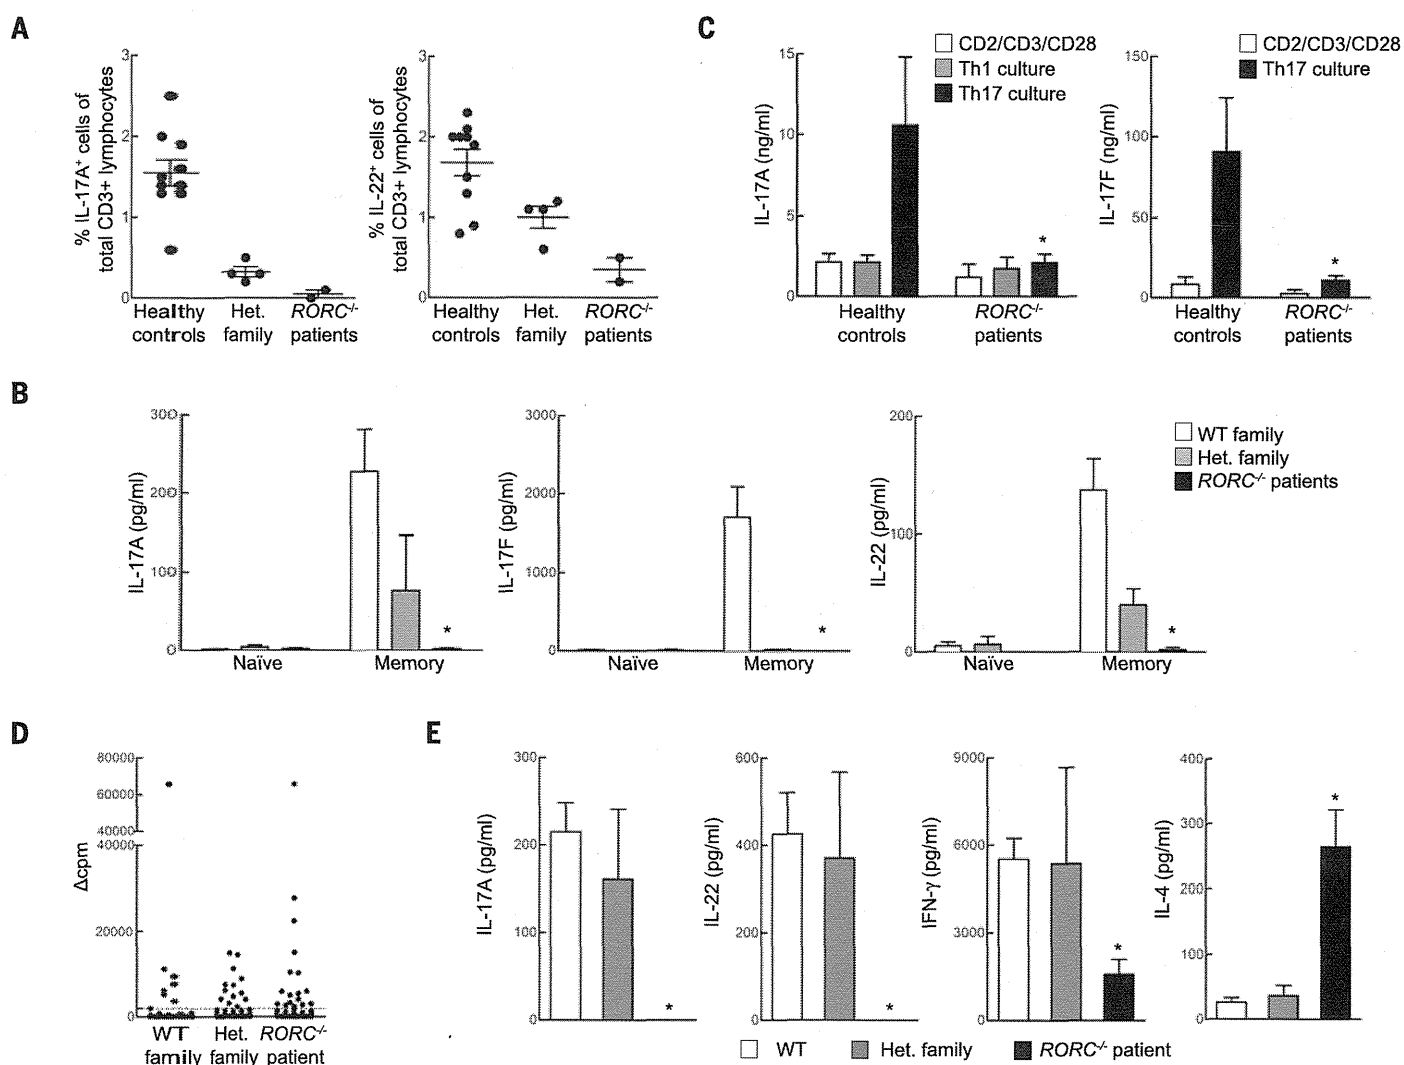 A
% IL-17A⁺ cells of
total CD3+ lymphocytes
3
2
1
0
Healthy
controls
Het.
family
RORC⁻/⁻
patients
% IL-22⁺ cells of
total CD3+ lymphocytes
3
2
1
0
Healthy
controls
Het.
family
RORC⁻/⁻
patients
C
CD2/CD3/CD28
Th1 culture
Th17 culture
IL-17A (ng/ml)
15
10
5
0
*
Healthy
controls
RORC⁻/⁻
patients
CD2/CD3/CD28
Th17 culture
IL-17F (ng/ml)
150
100
50
0
*
Healthy
controls
RORC⁻/⁻
patients
B
IL-17A (pg/ml)
300
200
100
0
*
Naïve
Memory
IL-17F (pg/ml)
3000
2000
1000
0
*
Naïve
Memory
IL-22 (pg/ml)
200
100
0
*
Naïve
Memory
WT family
Het. family
RORC⁻/⁻ patients
D
Δcpm
80000
60000
40000
40000
20000
0
WT
family
Het.
family
RORC⁻/⁻
patient
E
IL-17A (pg/ml)
300
200
100
0
*
IL-22 (pg/ml)
600
400
200
0
*
IFN-γ (pg/ml)
9000
6000
3000
0
*
IL-4 (pg/ml)
400
300
200
100
0
*
WT
Het. family
RORC⁻/⁻ patient